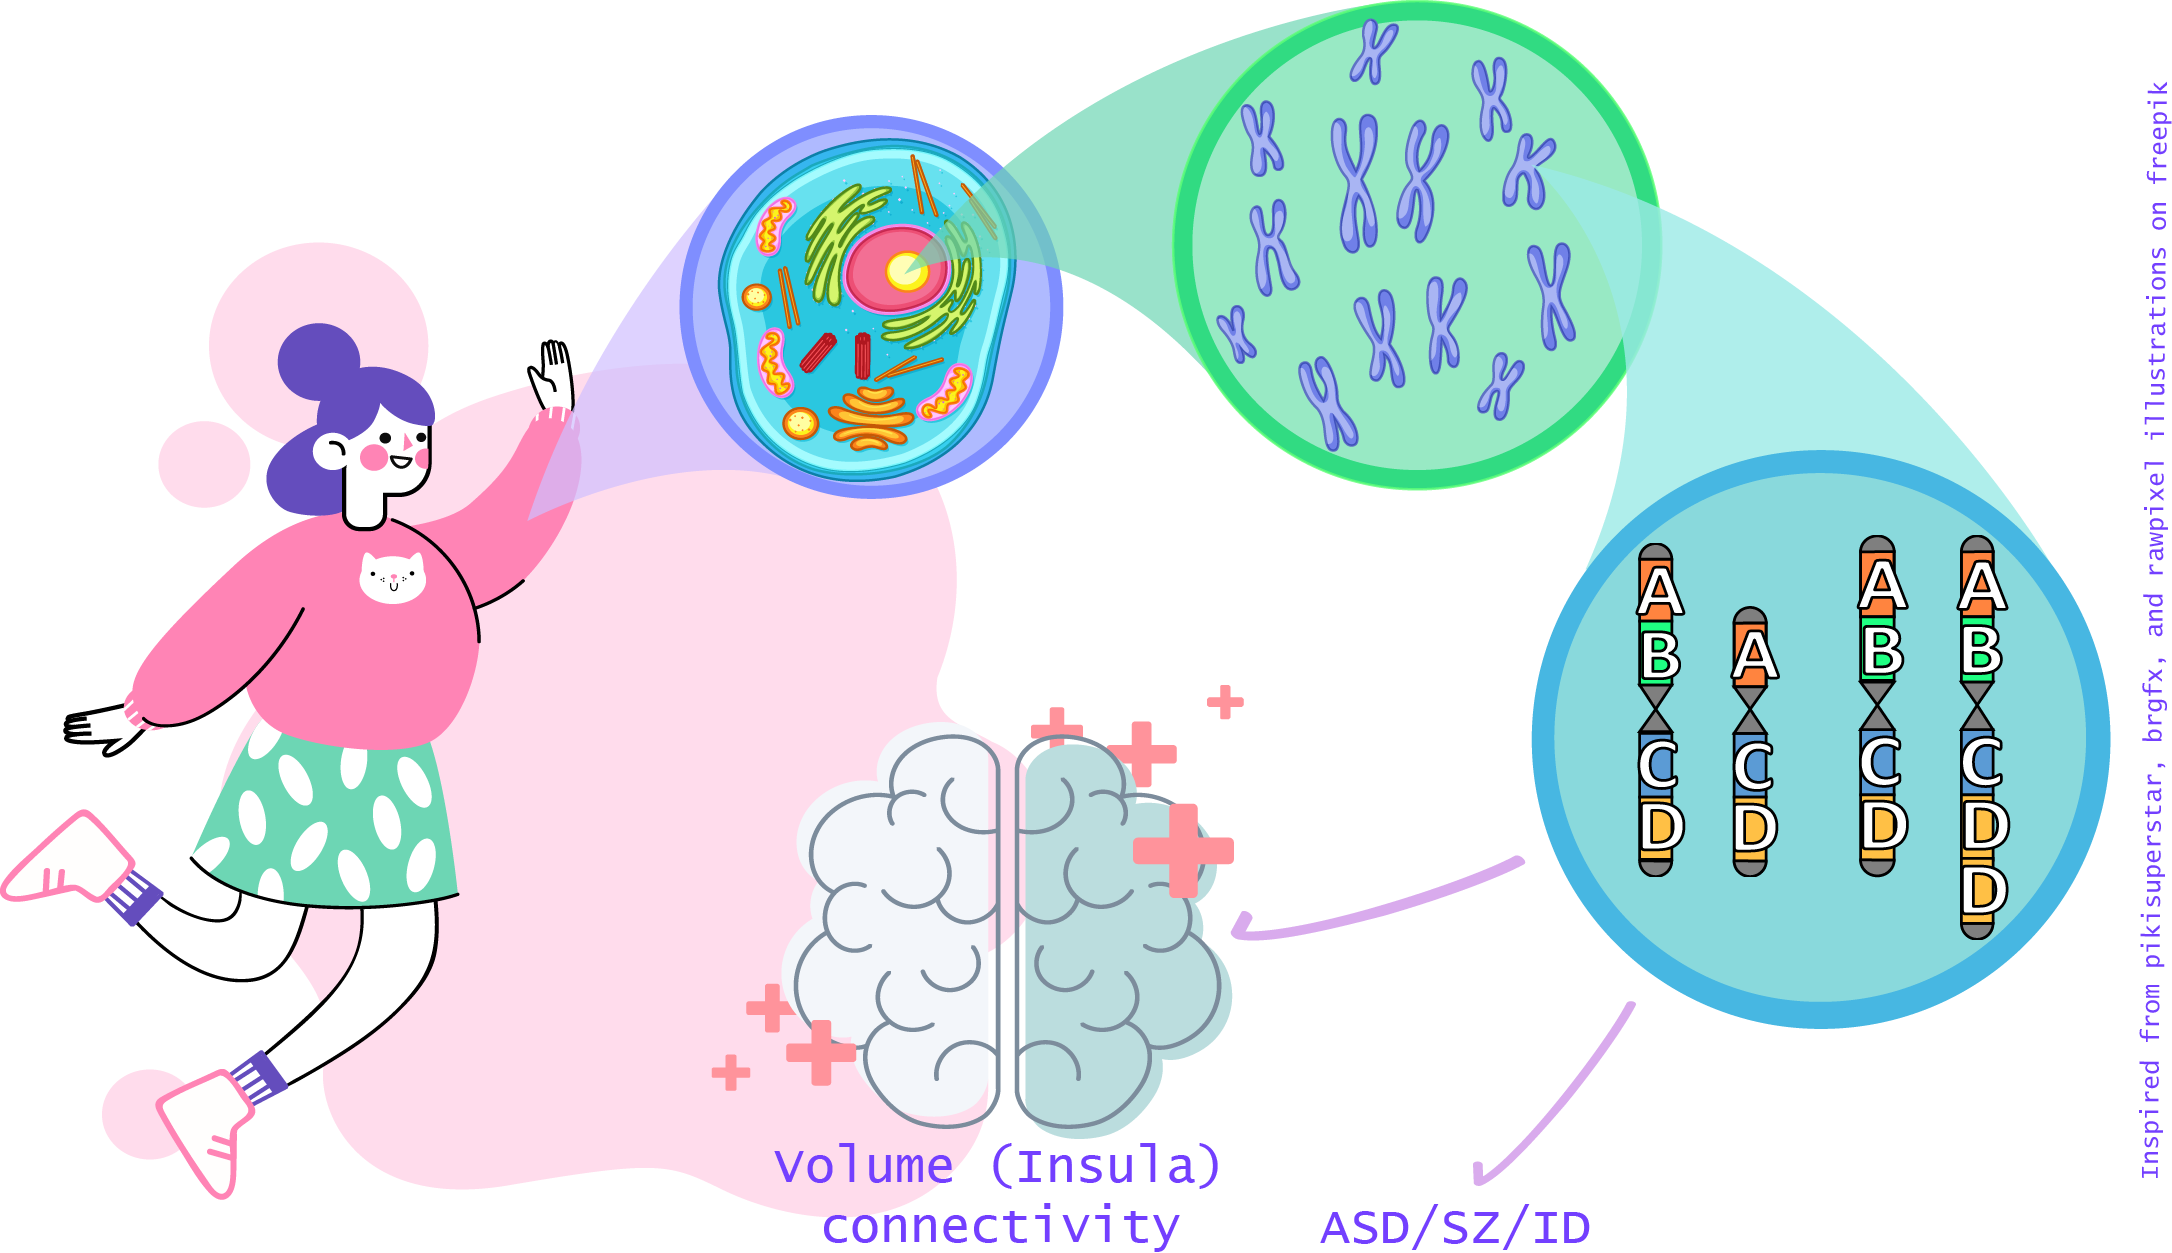 A
B
C
D
A
C
D
A
B
C
D
A
B
C
D
D
Volume (Insula)
connectivity
ASD/SZ/ID
Inspired from pikisuperstar, brgfx, and rawpixel illustrations on freepik